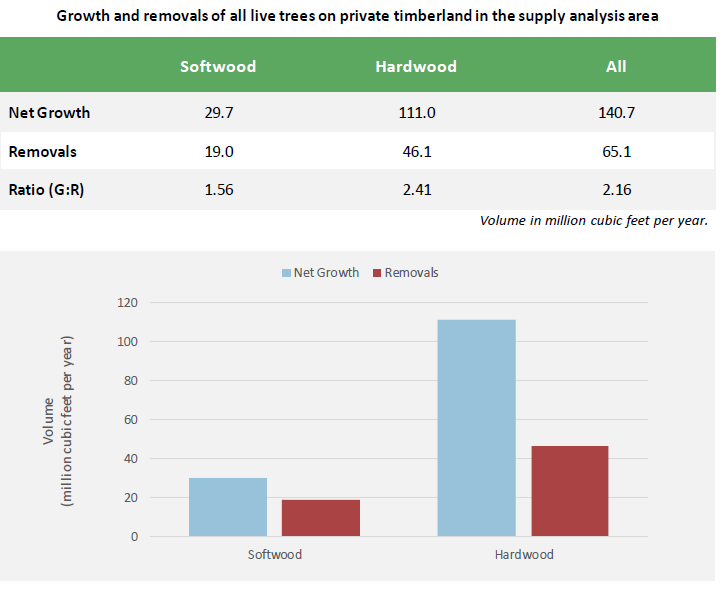 Growth and removals of all live trees on private timberland in the supply analysis area
Softwood Hardwood All
Net Growth 29.7 111.0 140.7
Removals 19.0 46.1 65.1
Ratio (G:R) 1.56 2.41 2.16
Volume in million cubic feet per year.
Net Growth Removals
Volume
(million cubic feet per year)
120
100
80
60
40
20
0
Softwood Hardwood